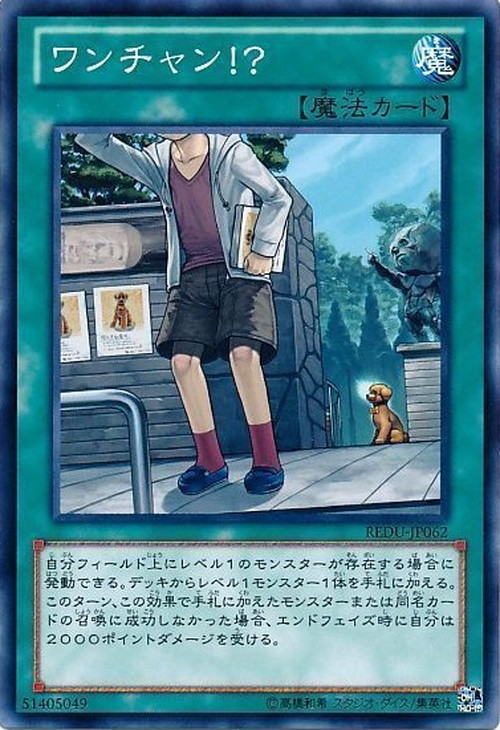 ワンチャン!?
魔
【魔法カード】
REDU-JP062
自分フィールド上にレベル1のモンスターが存在する場合に
発動できる。デッキからレベル1モンスター1体を手札に加える。
このターン、この効果で手札に加えたモンスターまたは同名カー
ドの召喚に成功しなかった場合、エンドフェイズ時に自分は
2000ポイントダメージを受ける。
51405049
©高橋和希 スタジオ・ダイス/集英社